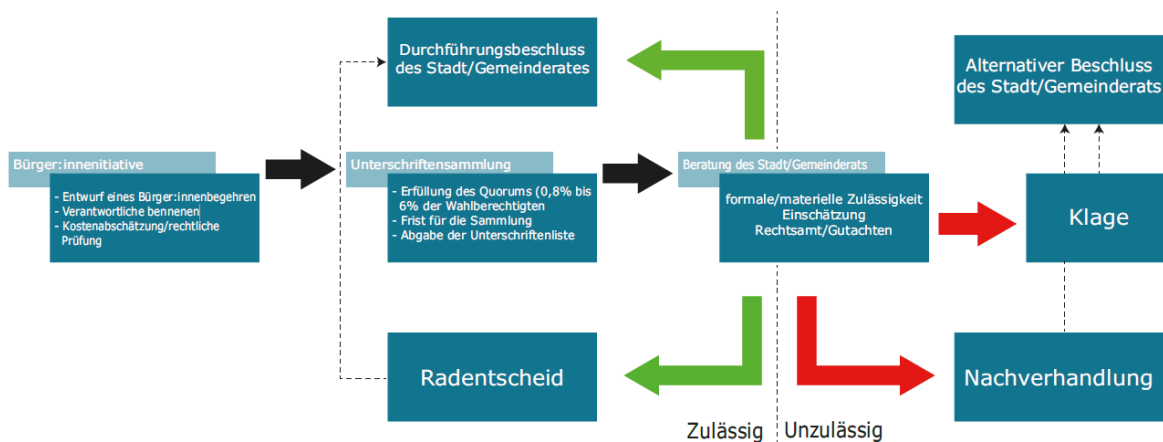 Durchführungsbeschluss
des Stadt/Gemeinderates
Alternativer Beschluss
des Stadt/Gemeinderats
Bürger:innenitiative
- Entwurf eines Bürger:innenbegehren
- Verantwortliche bennenen
- Kostenabschätzung/rechtliche
Prüfung
Unterschriftensammlung
- Erfüllung des Quorums (0,8% bis
6% der Wahlberechtigten
- Frist für die Sammlung
- Abgabe der Unterschriftenliste
Beratung des Stadt/Gemeinderats
formale/materielle Zulässigkeit
Einschätzung
Rechtsamt/Gutachten
Klage
Radentscheid
Nachverhandlung
Zulässig
Unzulässig